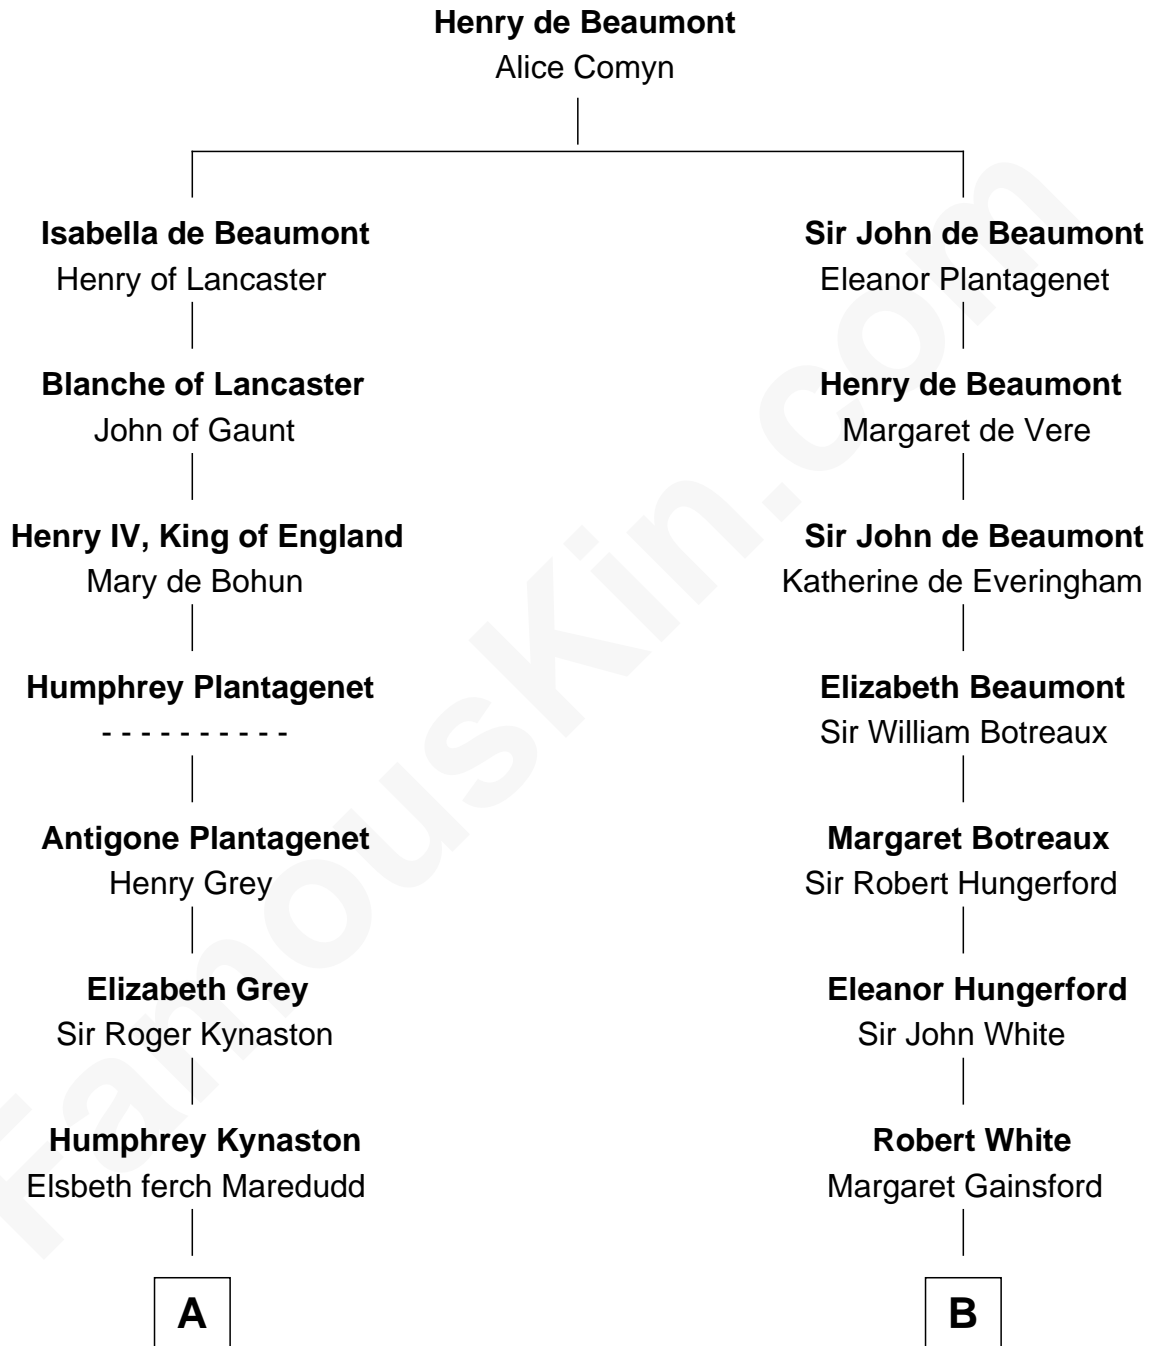 Henry de Beaumont
Alice Comyn
Isabella de Beaumont
Henry of Lancaster
Sir John de Beaumont
Eleanor Plantagenet
Blanche of Lancaster
John of Gaunt
Henry de Beaumont
Margaret de Vere
Henry IV, King of England
Mary de Bohun
Sir John de Beaumont
Katherine de Everingham
Humphrey Plantagenet
- - - - - - - - - -
Elizabeth Beaumont
Sir William Botreaux
Antigone Plantagenet
Henry Grey
Margaret Botreaux
Sir Robert Hungerford
Elizabeth Grey
Sir Roger Kynaston
Eleanor Hungerford
Sir John White
Humphrey Kynaston
Elsbeth ferch Maredudd
Robert White
Margaret Gainsford
A
B
FamousKin.com